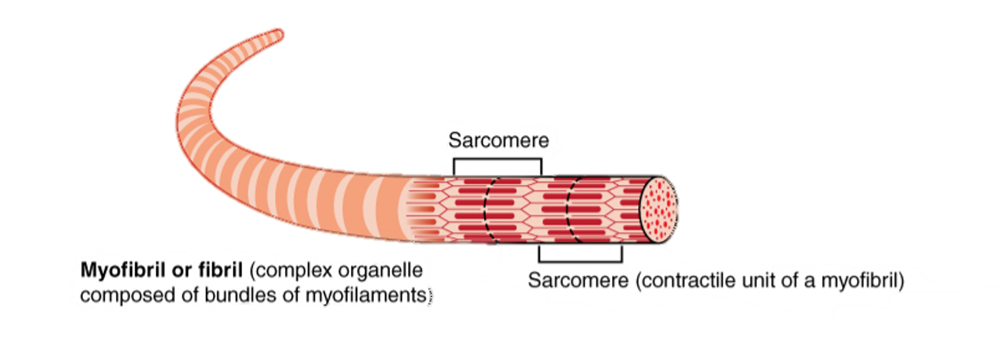 Sarcomere
Myofibril or fibril (complex organelle
composed of bundles of myofilaments)
Sarcomere (contractile unit of a myofibril)